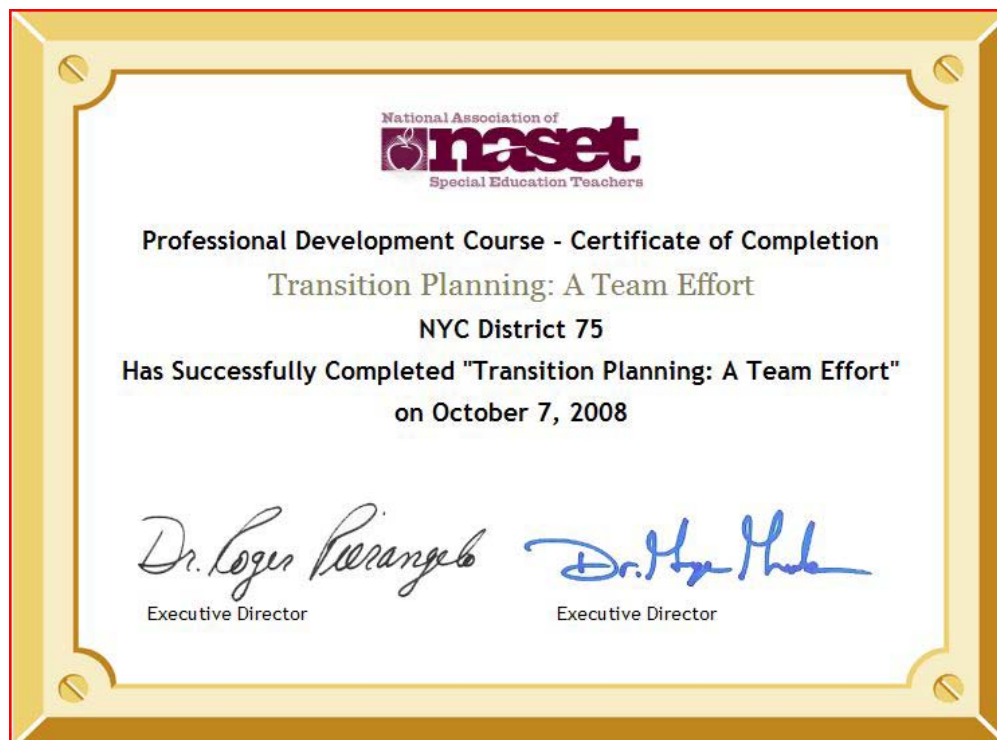 National Association of
naset
Special Education Teachers
Professional Development Course - Certificate of Completion
Transition Planning: A Team Effort
NYC District 75
Has Successfully Completed "Transition Planning: A Team Effort"
on October 7, 2008
Dr. Roger Pierangelo
Dr.
Executive Director
Executive Director